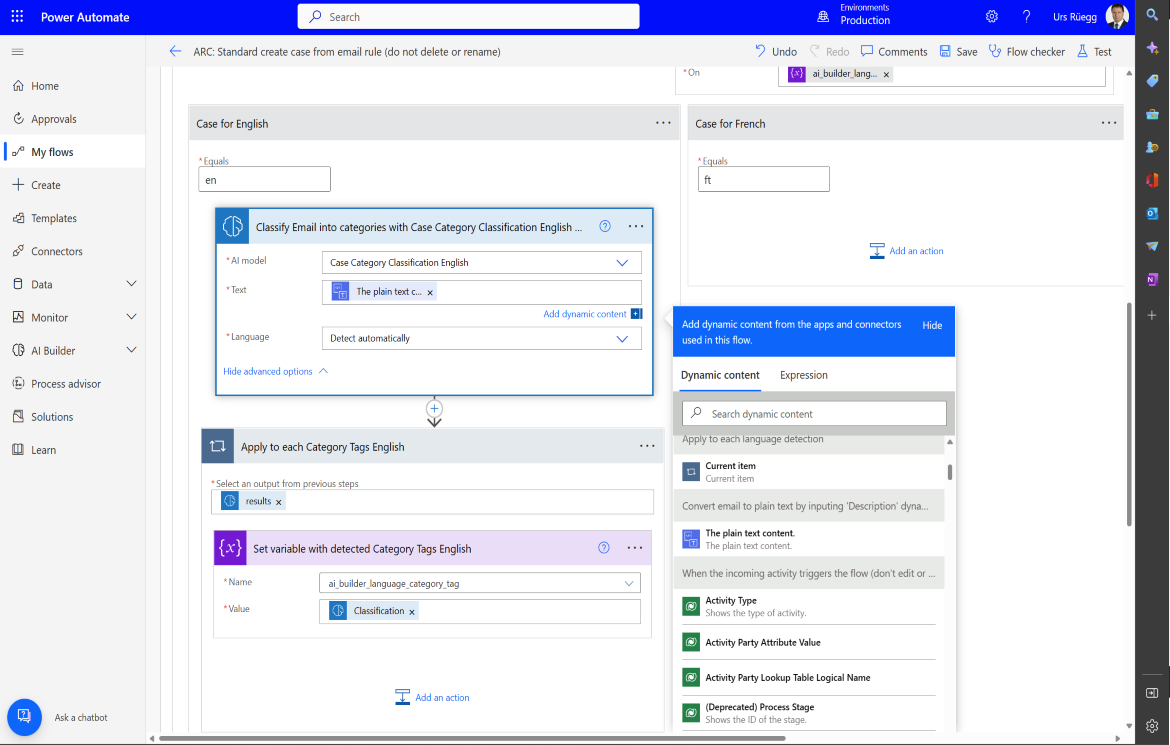 Power Automate
Search
Environments
Production
Urs Rüegg
ARC: Standard create case from email rule (do not delete or rename)
Undo
Redo
Comments
Save
Flow checker
Test
Home
Approvals
My flows
Create
Templates
Connectors
Data
Monitor
AI Builder
Process advisor
Solutions
Learn
Ask a chatbot
* On
{x} ai_builder_lang... x
Case for English
* Equals
en
Classify Email into categories with Case Category Classification English ...
* AI model
Case Category Classification English
* Text
The plain text c... x
Add dynamic content
* Language
Detect automatically
Hide advanced options
Apply to each Category Tags English
* Select an output from previous steps
results x
{x} Set variable with detected Category Tags English
* Name
ai_builder_language_category_tag
* Value
Classification x
Add an action
Case for French
* Equals
ft
Add an action
Add dynamic content from the apps and connectors
used in this flow.
Hide
Dynamic content
Expression
Search dynamic content
Apply to each language detection
Current item
Current item
Convert email to plain text by inputing 'Description' dyna...
The plain text content.
The plain text content.
When the incoming activity triggers the flow (don't edit or ...
Activity Type
Shows the type of activity.
Activity Party Attribute Value
Activity Party Lookup Table Logical Name
(Deprecated) Process Stage
Shows the ID of the stage.